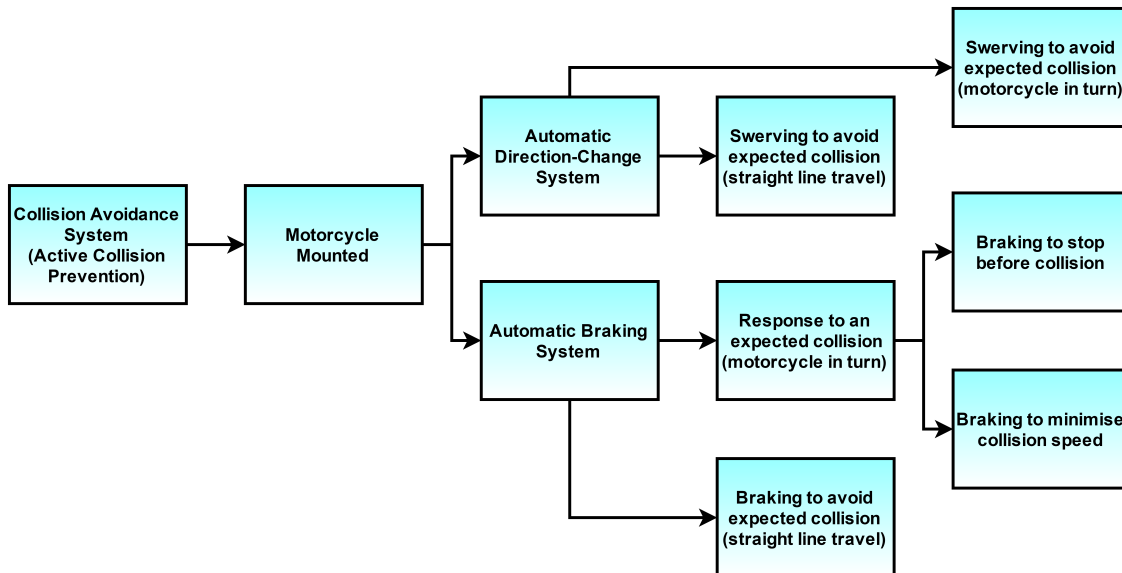 Collision Avoidance
System
(Active Collision
Prevention)
Motorcycle
Mounted
Automatic
Direction-Change
System
Automatic Braking
System
Swerving to avoid
expected collision
(straight line travel)
Response to an
expected collision
(motorcycle in turn)
Braking to avoid
expected collision
(straight line travel)
Swerving to avoid
expected collision
(motorcycle in turn)
Braking to stop
before collision
Braking to minimise
collision speed